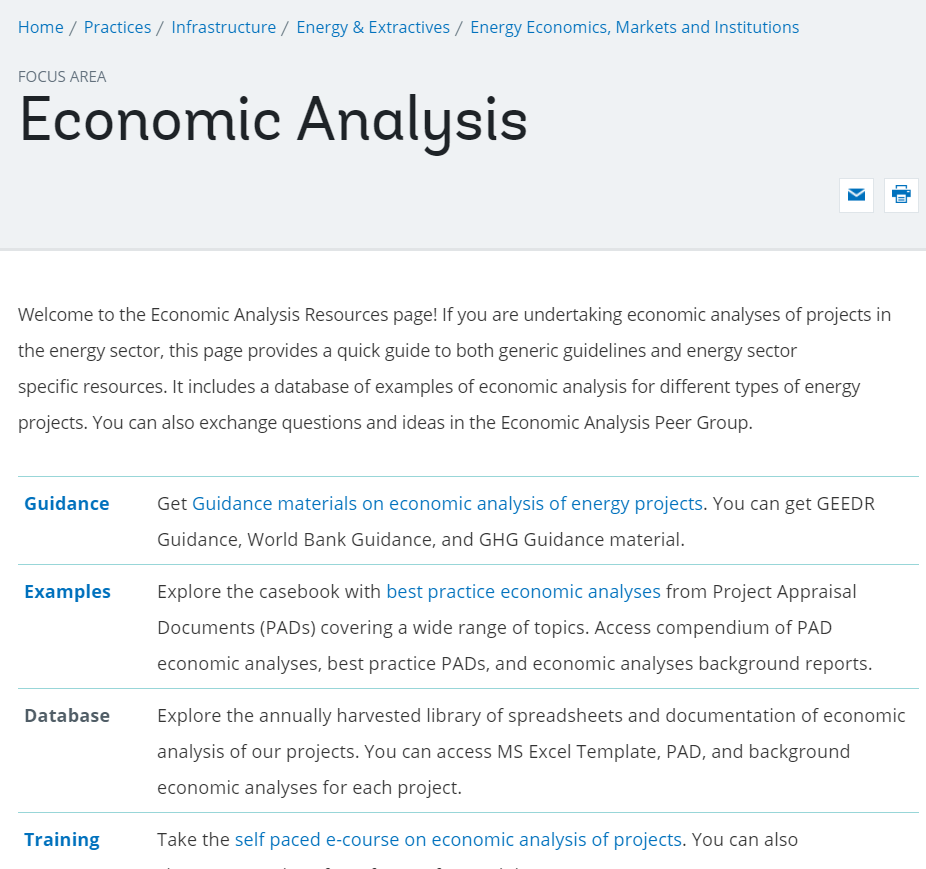 Home / Practices / Infrastructure / Energy & Extractives / Energy Economics, Markets and Institutions
FOCUS AREA
Economic Analysis
Welcome to the Economic Analysis Resources page! If you are undertaking economic analyses of projects in
the energy sector, this page provides a quick guide to both generic guidelines and energy sector
specific resources. It includes a database of examples of economic analysis for different types of energy
projects. You can also exchange questions and ideas in the Economic Analysis Peer Group.
Guidance Get Guidance materials on economic analysis of energy projects. You can get GEEDR
Guidance, World Bank Guidance, and GHG Guidance material.
Examples Explore the casebook with best practice economic analyses from Project Appraisal
Documents (PADs) covering a wide range of topics. Access compendium of PAD
economic analyses, best practice PADs, and economic analyses background reports.
Database Explore the annually harvested library of spreadsheets and documentation of economic
analysis of our projects. You can access MS Excel Template, PAD, and background
economic analyses for each project.
Training Take the self paced e-course on economic analysis of projects. You can also